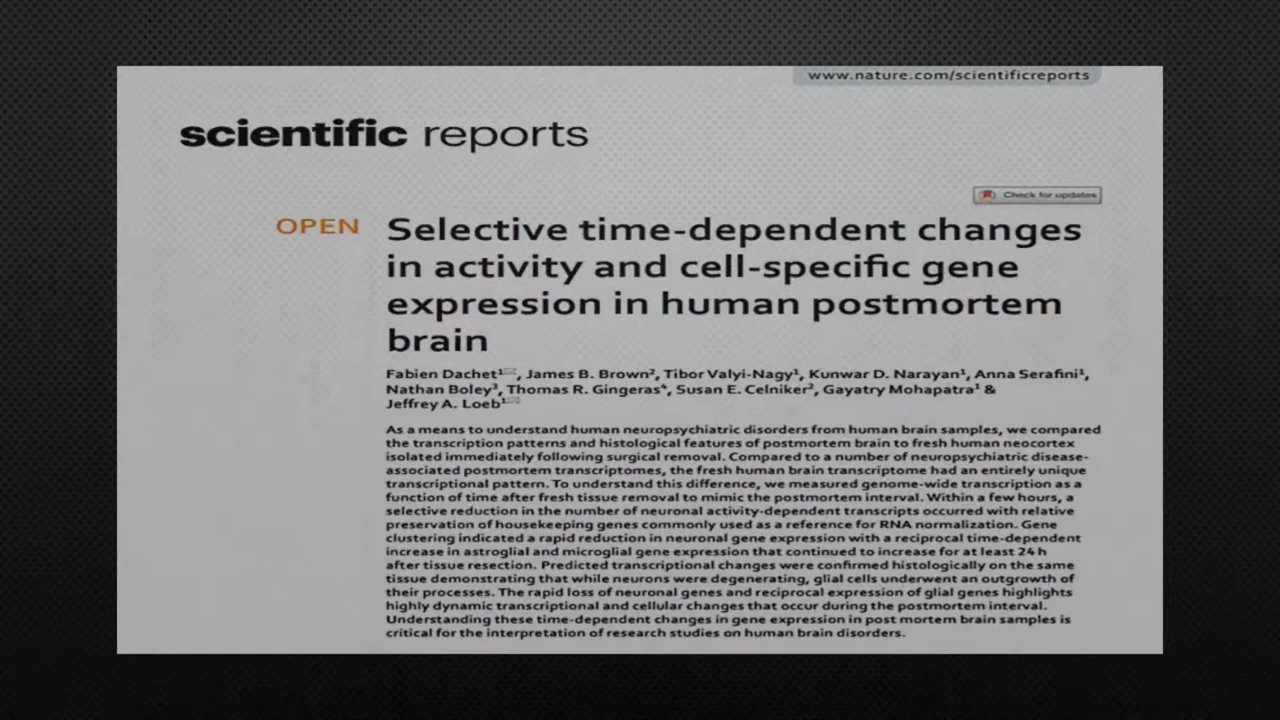 www.nature.com/scientificreports
scientific reports
Check for updates
OPEN
Selective time-dependent changes
in activity and cell-specific gene
expression in human postmortem
brain
Fabien Dachet¹✉, James B. Brown², Tibor Valyi-Nagy¹, Kunwar D. Narayan¹, Anna Serafini¹,
Nathan Boley³, Thomas R. Gingeras⁴, Susan E. Celniker², Gayatry Mohapatra¹ &
Jeffrey A. Loeb¹✉
As a means to understand human neuropsychiatric disorders from human brain samples, we compared
the transcription patterns and histological features of postmortem brain to fresh human neocortex
isolated immediately following surgical removal. Compared to a number of neuropsychiatric disease-
associated postmortem transcriptomes, the fresh human brain transcriptome had an entirely unique
transcriptional pattern. To understand this difference, we measured genome-wide transcription as a
function of time after fresh tissue removal to mimic the postmortem interval. Within a few hours, a
selective reduction in the number of neuronal activity-dependent transcripts occurred with relative
preservation of housekeeping genes commonly used as a reference for RNA normalization. Gene
clustering indicated a rapid reduction in neuronal gene expression with a reciprocal time-dependent
increase in astroglial and microglial gene expression that continued to increase for at least 24 h
after tissue resection. Predicted transcriptional changes were confirmed histologically on the same
tissue demonstrating that while neurons were degenerating, glial cells underwent an outgrowth of
their processes. The rapid loss of neuronal genes and reciprocal expression of glial genes highlights
highly dynamic transcriptional and cellular changes that occur during the postmortem interval.
Understanding these time-dependent changes in gene expression in post mortem brain samples is
critical for the interpretation of research studies on human brain disorders.